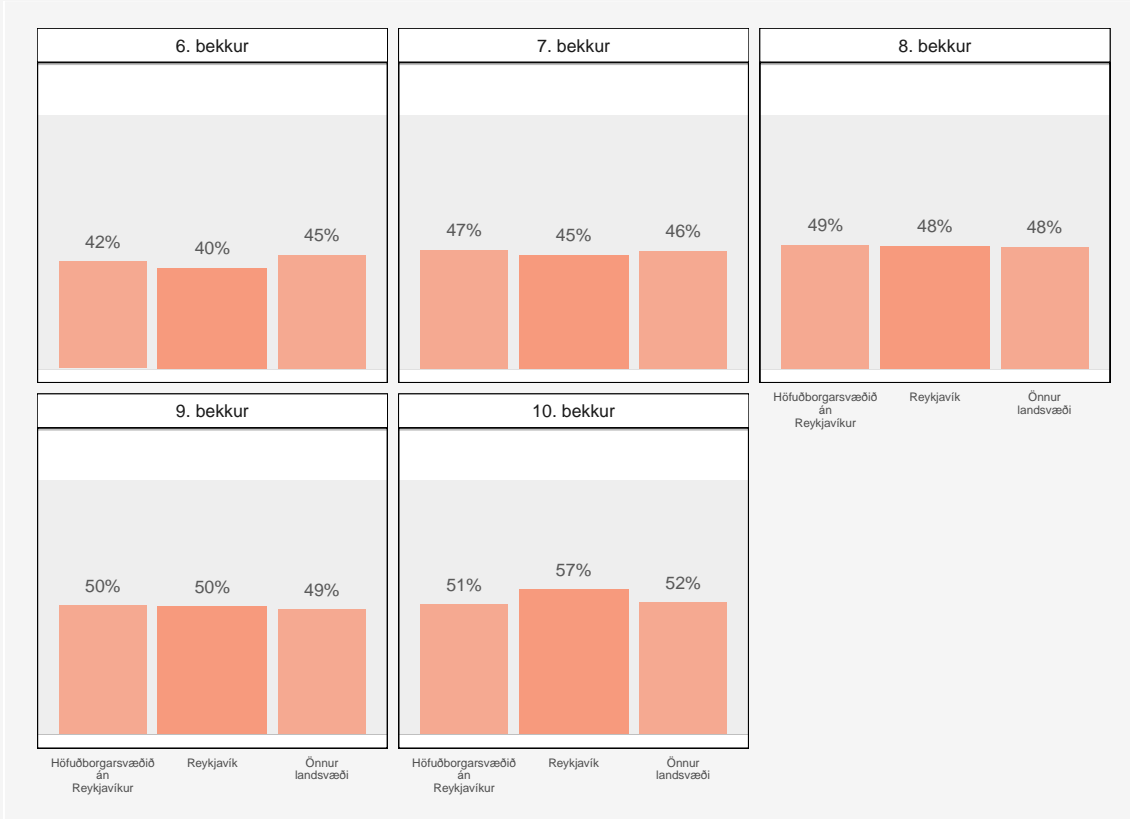 6. bekkur
7. bekkur
8. bekkur
42%
40%
45%
47%
45%
46%
49%
48%
48%
Höfuðborgarsvæðið
án
Reykjavíkur
Reykjavík
Önnur
landsvæði
9. bekkur
10. bekkur
50%
50%
49%
51%
57%
52%
Höfuðborgarsvæðið
án
Reykjavíkur
Reykjavík
Önnur
landsvæði
Höfuðborgarsvæðið
án
Reykjavíkur
Reykjavík
Önnur
landsvæði